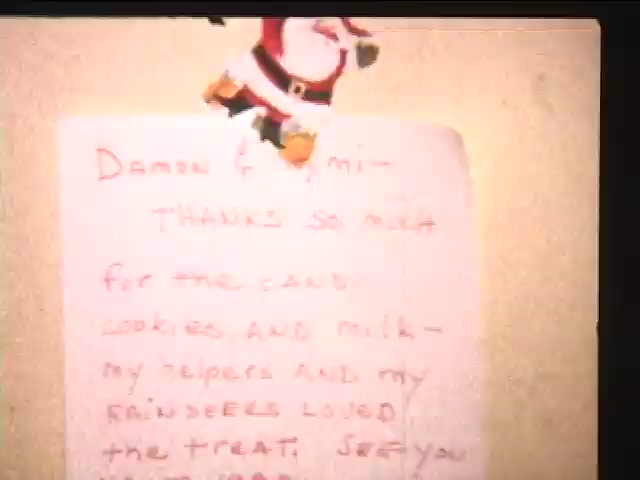 DAMON &
THANKS SO MUCH
for the CAND
cookies AND milk-
my helpers AND my
RAINDEERS LOVED
the TREAT. SEE YOU